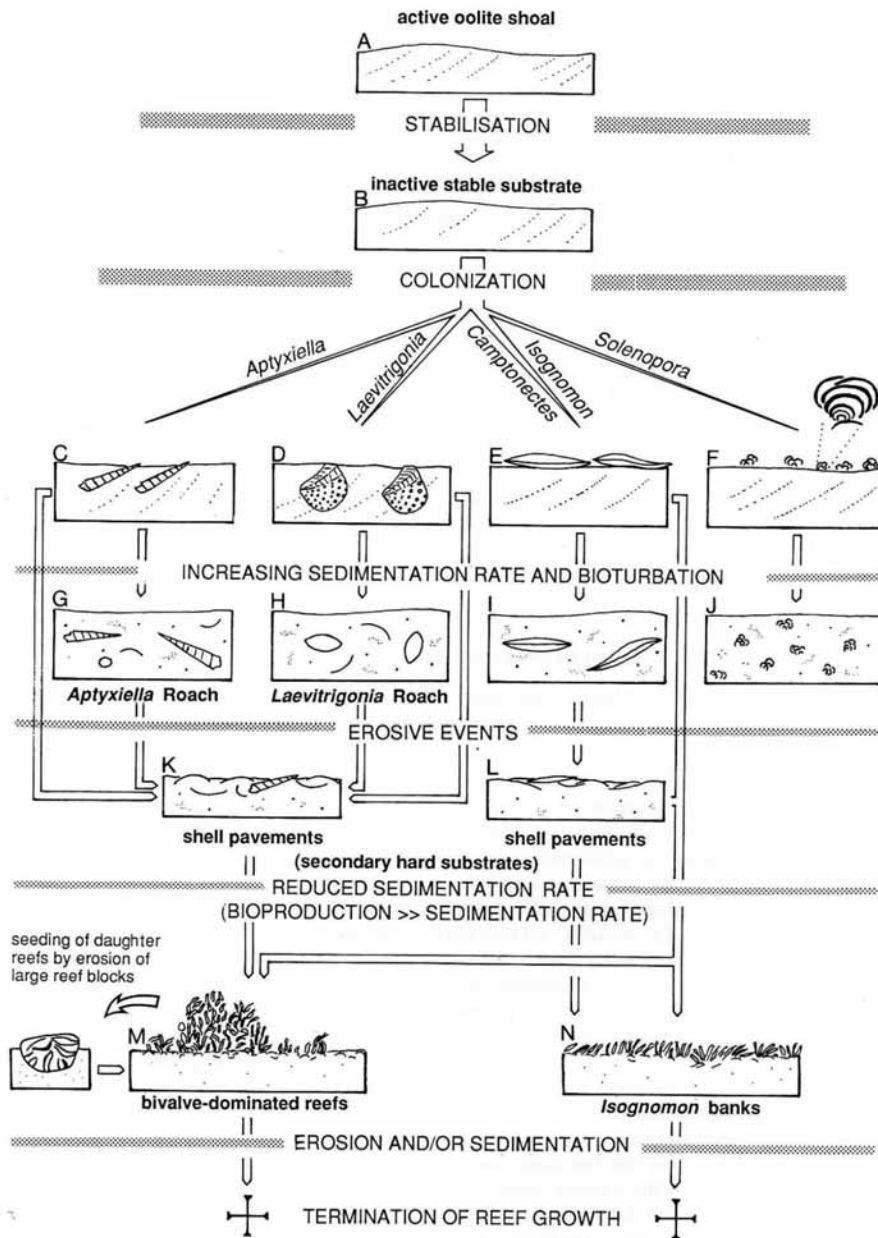 active oolite shoal
A
STABILISATION
inactive stable substrate
B
COLONIZATION
Aptyxiella
Laevitrigonia
Camptonectes
Isognomon
Solenopora
C
D
E
F
INCREASING SEDIMENTATION RATE AND BIOTURBATION
G
H
I
J
Aptyxiella Roach
Laevitrigonia Roach
EROSIVE EVENTS
K
L
shell pavements
shell pavements
(secondary hard substrates)
REDUCED SEDIMENTATION RATE
(BIOPRODUCTION >> SEDIMENTATION RATE)
seeding of daughter
reefs by erosion of
large reef blocks
M
N
bivalve-dominated reefs
Isognomon banks
EROSION AND/OR SEDIMENTATION
TERMINATION OF REEF GROWTH